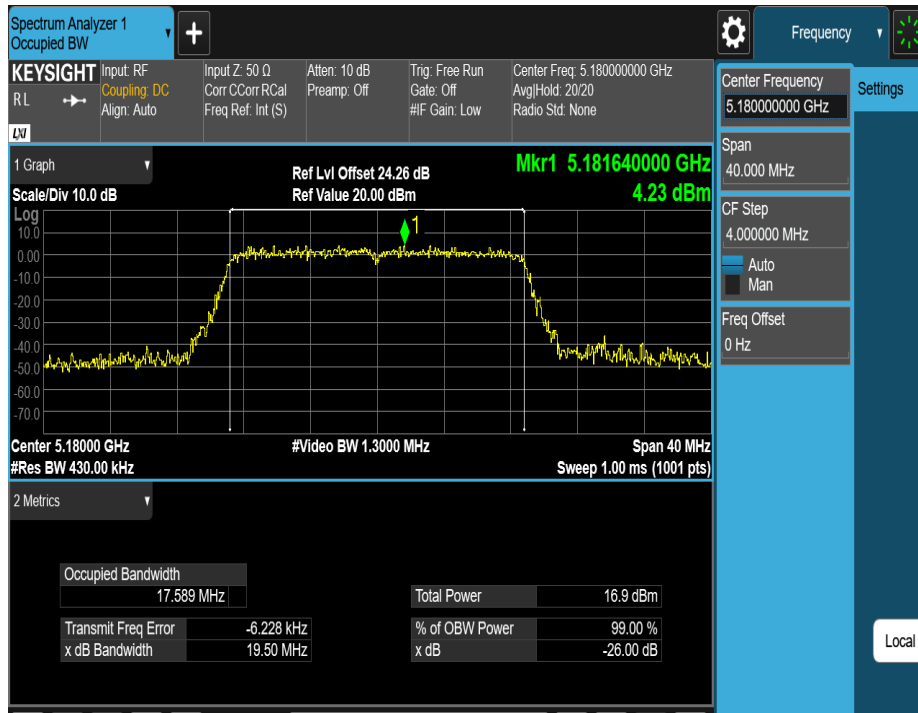 Spectrum Analyzer 1
Occupied BW
+
Frequency
KEYSIGHT
R L
LXI
Input: RF
Coupling: DC
Align: Auto
Input Z: 50 Ω
Corr CCorr RCal
Freq Ref: Int (S)
Atten: 10 dB
Preamp: Off
Trig: Free Run
Gate: Off
#IF Gain: Low
Center Freq: 5.180000000 GHz
Avg|Hold: 20/20
Radio Std: None
Center Frequency
5.180000000 GHz
Settings
Span
40.000 MHz
CF Step
4.000000 MHz
Auto
Man
Freq Offset
0 Hz
Local
1 Graph
Scale/Div 10.0 dB
Ref Lvl Offset 24.26 dB
Ref Value 20.00 dBm
Mkr1 5.181640000 GHz
4.23 dBm
Log
10.0
0.00
-10.0
-20.0
-30.0
-40.0
-50.0
-60.0
-70.0
1
Center 5.18000 GHz
#Video BW 1.3000 MHz
Span 40 MHz
#Res BW 430.00 kHz
Sweep 1.00 ms (1001 pts)
2 Metrics
Occupied Bandwidth
17.589 MHz
Total Power 16.9 dBm
Transmit Freq Error -6.228 kHz
% of OBW Power 99.00 %
x dB Bandwidth 19.50 MHz
x dB -26.00 dB